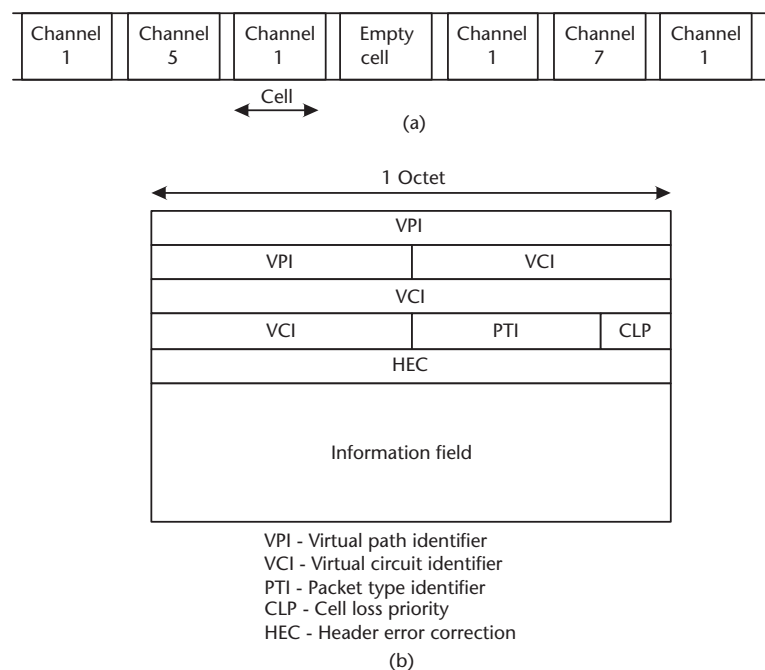 Channel 1 Channel 5 Channel 1 Empty cell Channel 1 Channel 7 Channel 1
Cell
(a)
1 Octet
VPI
VPI VCI
VCI
VCI PTI CLP
HEC
Information field
VPI - Virtual path identifier
VCI - Virtual circuit identifier
PTI - Packet type identifier
CLP - Cell loss priority
HEC - Header error correction
(b)